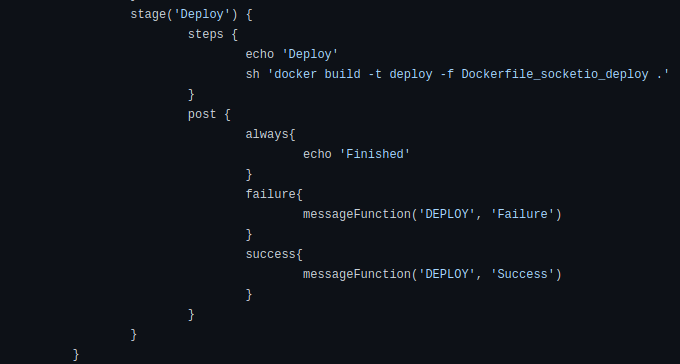 stage('Deploy') {
steps {
echo 'Deploy'
sh 'docker build -t deploy -f Dockerfile_socketio_deploy .'
}
post {
always{
echo 'Finished'
}
failure{
messageFunction('DEPLOY', 'Failure')
}
success{
messageFunction('DEPLOY', 'Success')
}
}
}
}